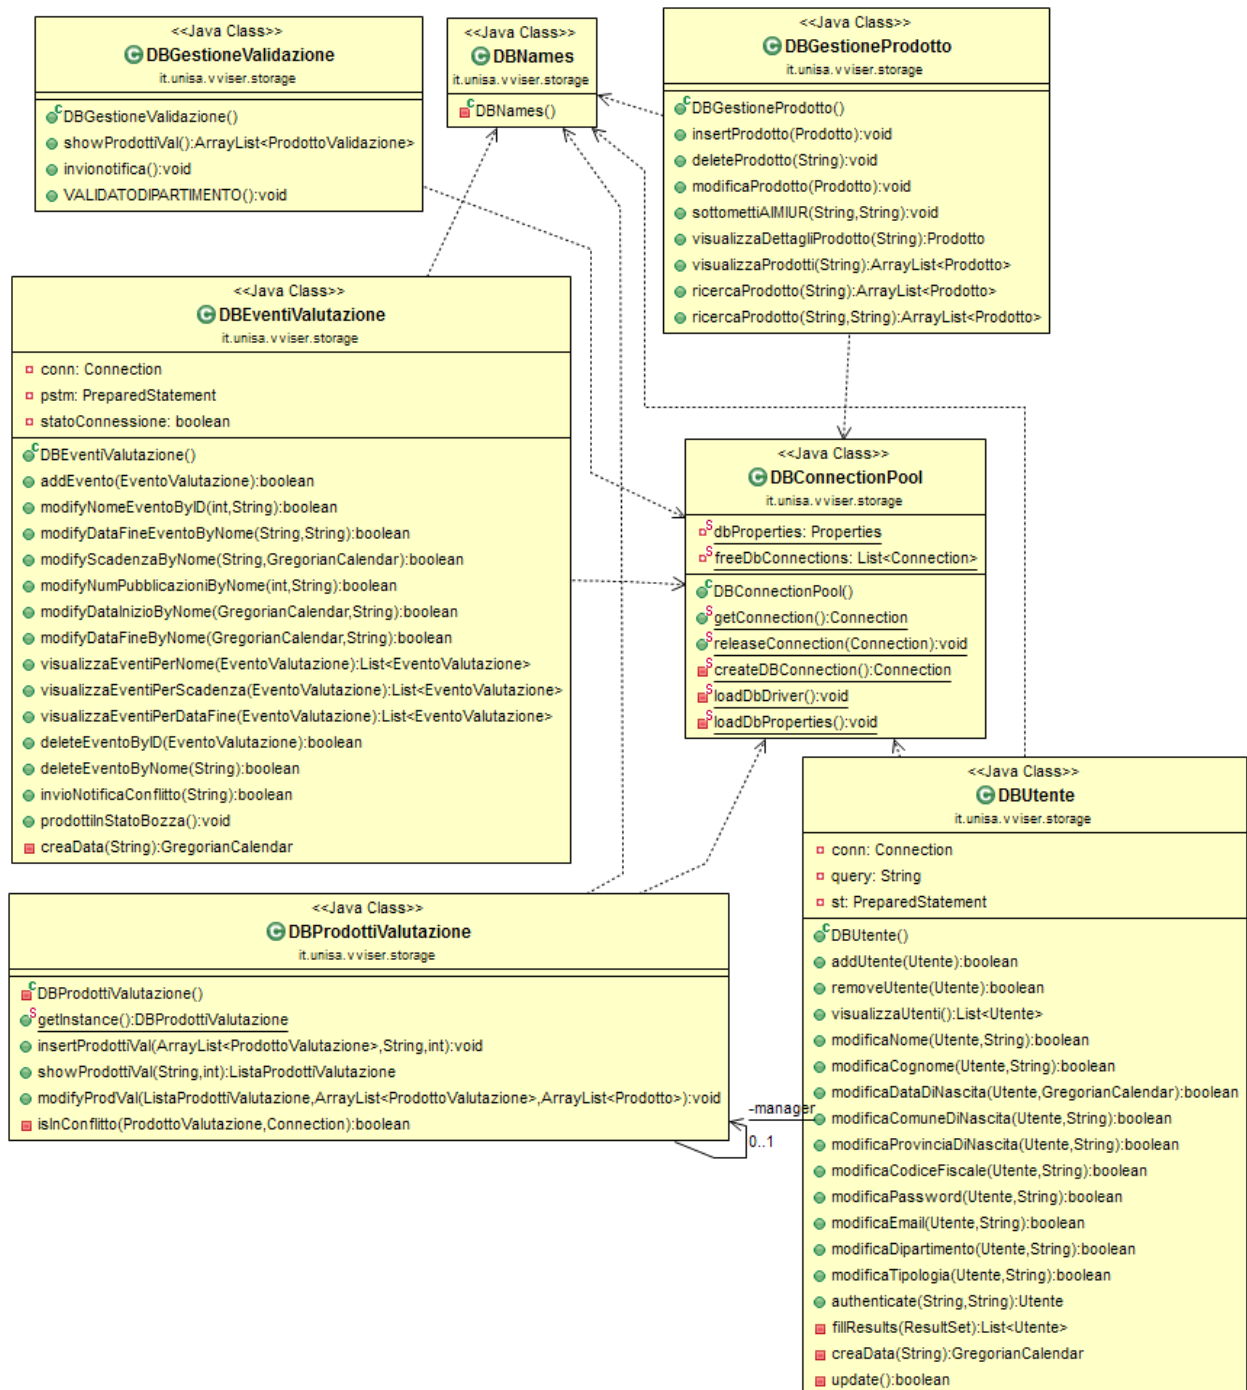 <<Java Class>>
DBGestioneValidazione
it.unisa.vviser.storage
DBGestioneValidazione()
showProdottiVal():ArrayList<ProdottoValidazione>
invionotifica():void
VALIDATODIPARTIMENTO():void
<<Java Class>>
DBNames
it.unisa.vviser.storage
DBNames()
<<Java Class>>
DBGestioneProdotto
it.unisa.vviser.storage
DBGestioneProdotto()
insertProdotto(Prodotto):void
deleteProdotto(String):void
modificaProdotto(Prodotto):void
sottomettiAlMIUR(String,String):void
visualizzaDettagliProdotto(String):Prodotto
visualizzaProdotti(String):ArrayList<Prodotto>
ricercaProdotto(String):ArrayList<Prodotto>
ricercaProdotto(String,String):ArrayList<Prodotto>
<<Java Class>>
DBEventiValutazione
it.unisa.vviser.storage
conn: Connection
pstm: PreparedStatement
statoConnessione: boolean
DBEventiValutazione()
addEvento(EventoValutazione):boolean
modifyNomeEventoByID(int,String):boolean
modifyDataFineEventoByNome(String,String):boolean
modifyScadenzaByNome(String,GregorianCalendar):boolean
modifyNumPubblicazioniByNome(int,String):boolean
modifyDataInizioByNome(GregorianCalendar,String):boolean
modifyDataFineByNome(GregorianCalendar,String):boolean
visualizzaEventiPerNome(EventoValutazione):List<EventoValutazione>
visualizzaEventiPerScadenza(EventoValutazione):List<EventoValutazione>
visualizzaEventiPerDataFine(EventoValutazione):List<EventoValutazione>
deleteEventoByID(EventoValutazione):boolean
deleteEventoByNome(String):boolean
invioNotificaConflitto(String):boolean
prodottiInStatoBozza():void
creaData(String):GregorianCalendar
<<Java Class>>
DBConnectionPool
it.unisa.vviser.storage
dbProperties: Properties
freeDbConnections: List<Connection>
DBConnectionPool()
getConnection():Connection
releaseConnection(Connection):void
createDBConnection():Connection
loadDbDriver():void
loadDbProperties():void
<<Java Class>>
DBProdottiValutazione
it.unisa.vviser.storage
DBProdottiValutazione()
getInstance():DBProdottiValutazione
insertProdottiVal(ArrayList<ProdottoValutazione>,String,int):void
showProdottiVal(String,int):ListaProdottiValutazione
modifyProdVal(ListaProdottiValutazione,ArrayList<ProdottoValutazione>,ArrayList<Prodotto>):void
isInConflitto(ProdottoValutazione,Connection):boolean
-manager
0..1
<<Java Class>>
DBUtente
it.unisa.vviser.storage
conn: Connection
query: String
st: PreparedStatement
DBUtente()
addUtente(Utente):boolean
removeUtente(Utente):boolean
visualizzaUtenti():List<Utente>
modificaNome(Utente,String):boolean
modificaCognome(Utente,String):boolean
modificaDataDiNascita(Utente,GregorianCalendar):boolean
modificaComuneDiNascita(Utente,String):boolean
modificaProvinciaDiNascita(Utente,String):boolean
modificaCodiceFiscale(Utente,String):boolean
modificaPassword(Utente,String):boolean
modificaEmail(Utente,String):boolean
modificaDipartimento(Utente,String):boolean
modificaTipologia(Utente,String):boolean
authenticate(String,String):Utente
fillResults(ResultSet):List<Utente>
creaData(String):GregorianCalendar
update():boolean